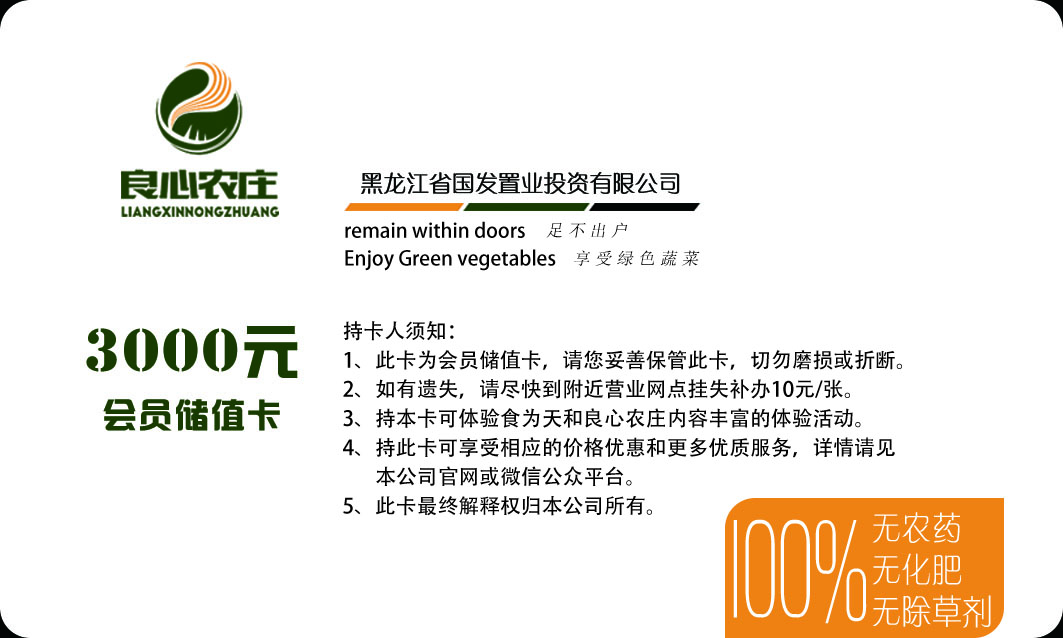 良心农庄
LIANGXINNONGZHUANG
黑龙江省国发置业投资有限公司
remain within doors 足不出户
Enjoy Green vegetables 享受绿色蔬菜
3000元
会员储值卡
持卡人须知：
1、此卡为会员储值卡，请您妥善保管此卡，切勿磨损或折断。
2、如有遗失，请尽快到附近营业网点挂失补办10元/张。
3、持本卡可体验食为天和良心农庄内容丰富的体验活动。
4、持此卡可享受相应的价格优惠和更多优质服务，详情请见
本公司官网或微信公众平台。
5、此卡最终解释权归本公司所有。
100%
无农药
无化肥
无除草剂